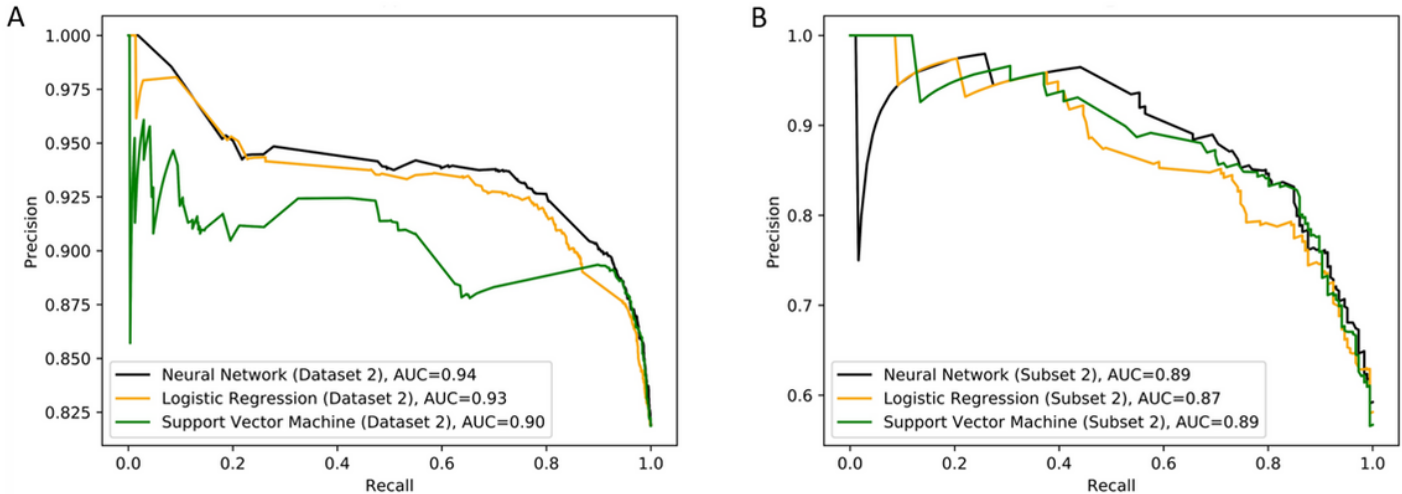 A
1.000
0.975
0.950
0.925
0.900
0.875
0.850
0.825
Precision
Neural Network (Dataset 2), AUC=0.94
Logistic Regression (Dataset 2), AUC=0.93
Support Vector Machine (Dataset 2), AUC=0.90
0.0 0.2 0.4 0.6 0.8 1.0
Recall
B
1.0
0.9
0.8
0.7
0.6
Precision
Neural Network (Subset 2), AUC=0.89
Logistic Regression (Subset 2), AUC=0.87
Support Vector Machine (Subset 2), AUC=0.89
0.0 0.2 0.4 0.6 0.8 1.0
Recall